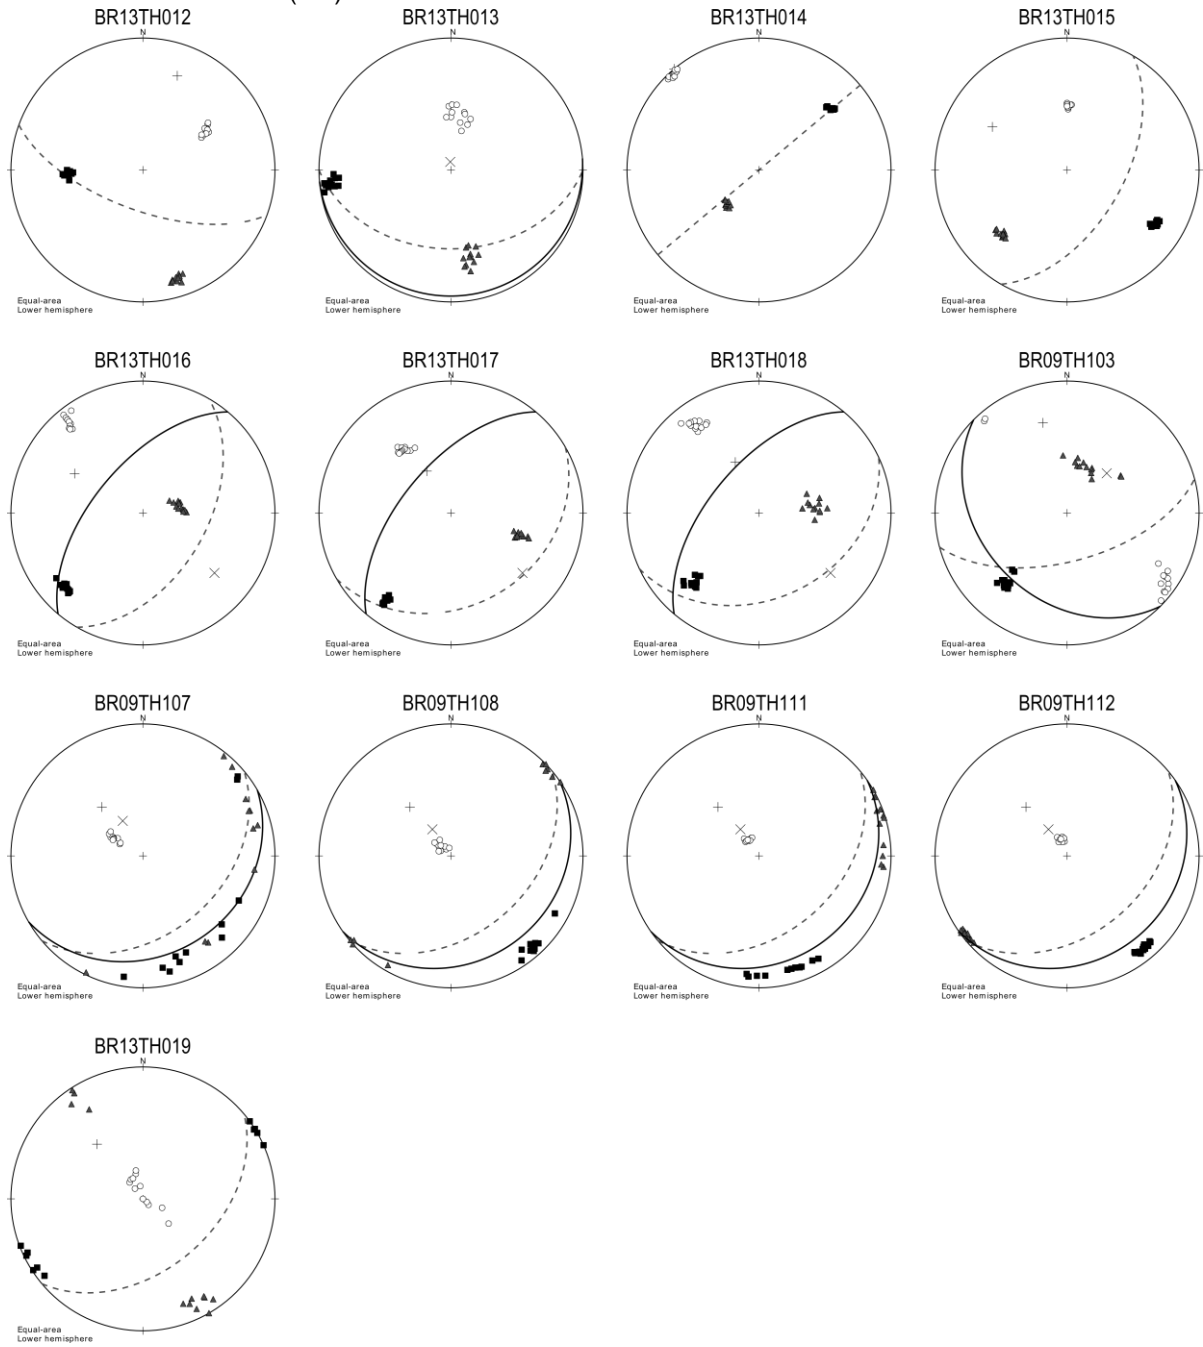 BR13TH012 BR13TH013 BR13TH014 BR13TH015
N N N N
Equal-area Equal-area Equal-area Equal-area
Lower hemisphere Lower hemisphere Lower hemisphere Lower hemisphere
BR13TH016 BR13TH017 BR13TH018 BR09TH103
N N N N
Equal-area Equal-area Equal-area Equal-area
Lower hemisphere Lower hemisphere Lower hemisphere Lower hemisphere
BR09TH107 BR09TH108 BR09TH111 BR09TH112
N N N N
Equal-area Equal-area Equal-area Equal-area
Lower hemisphere Lower hemisphere Lower hemisphere Lower hemisphere
BR13TH019
N
Equal-area
Lower hemisphere